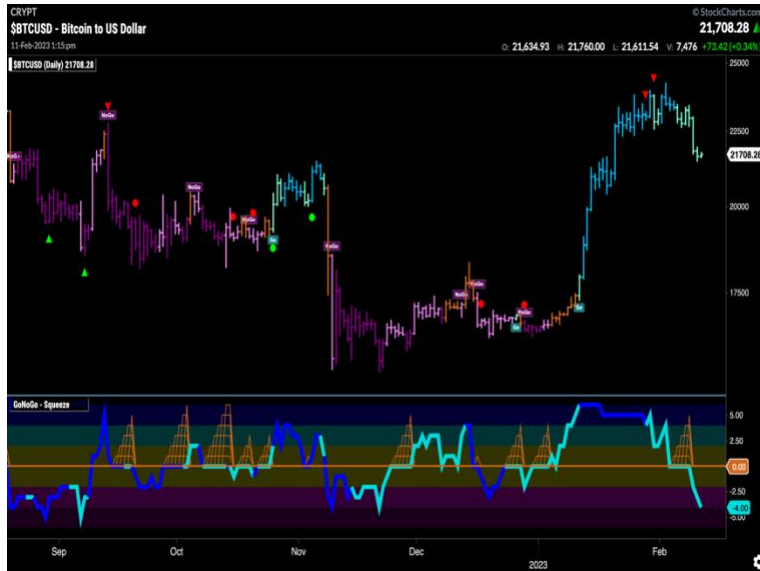 CRYPT
© StockCharts.com
$BTCUSD - Bitcoin to US Dollar
21,708.28
11-Feb-2023 1:15pm
O: 21,634.93 H: 21,760.00 L: 21,611.54 V: 7,476 +73.42 (+0.34%)
$BTCUSD (Daily) 21708.28
25000
NoGo
22500
NoGo
21708.28
NoGo
20000
NoGo
Go
NoGo
17500
NoGo
NoGo
NoGo
Go
Go
GoNoGo - Squeeze
5.00
2.50
0.00
-2.50
-4.00
-5.00
Sep
Oct
Nov
Dec
2023
Feb